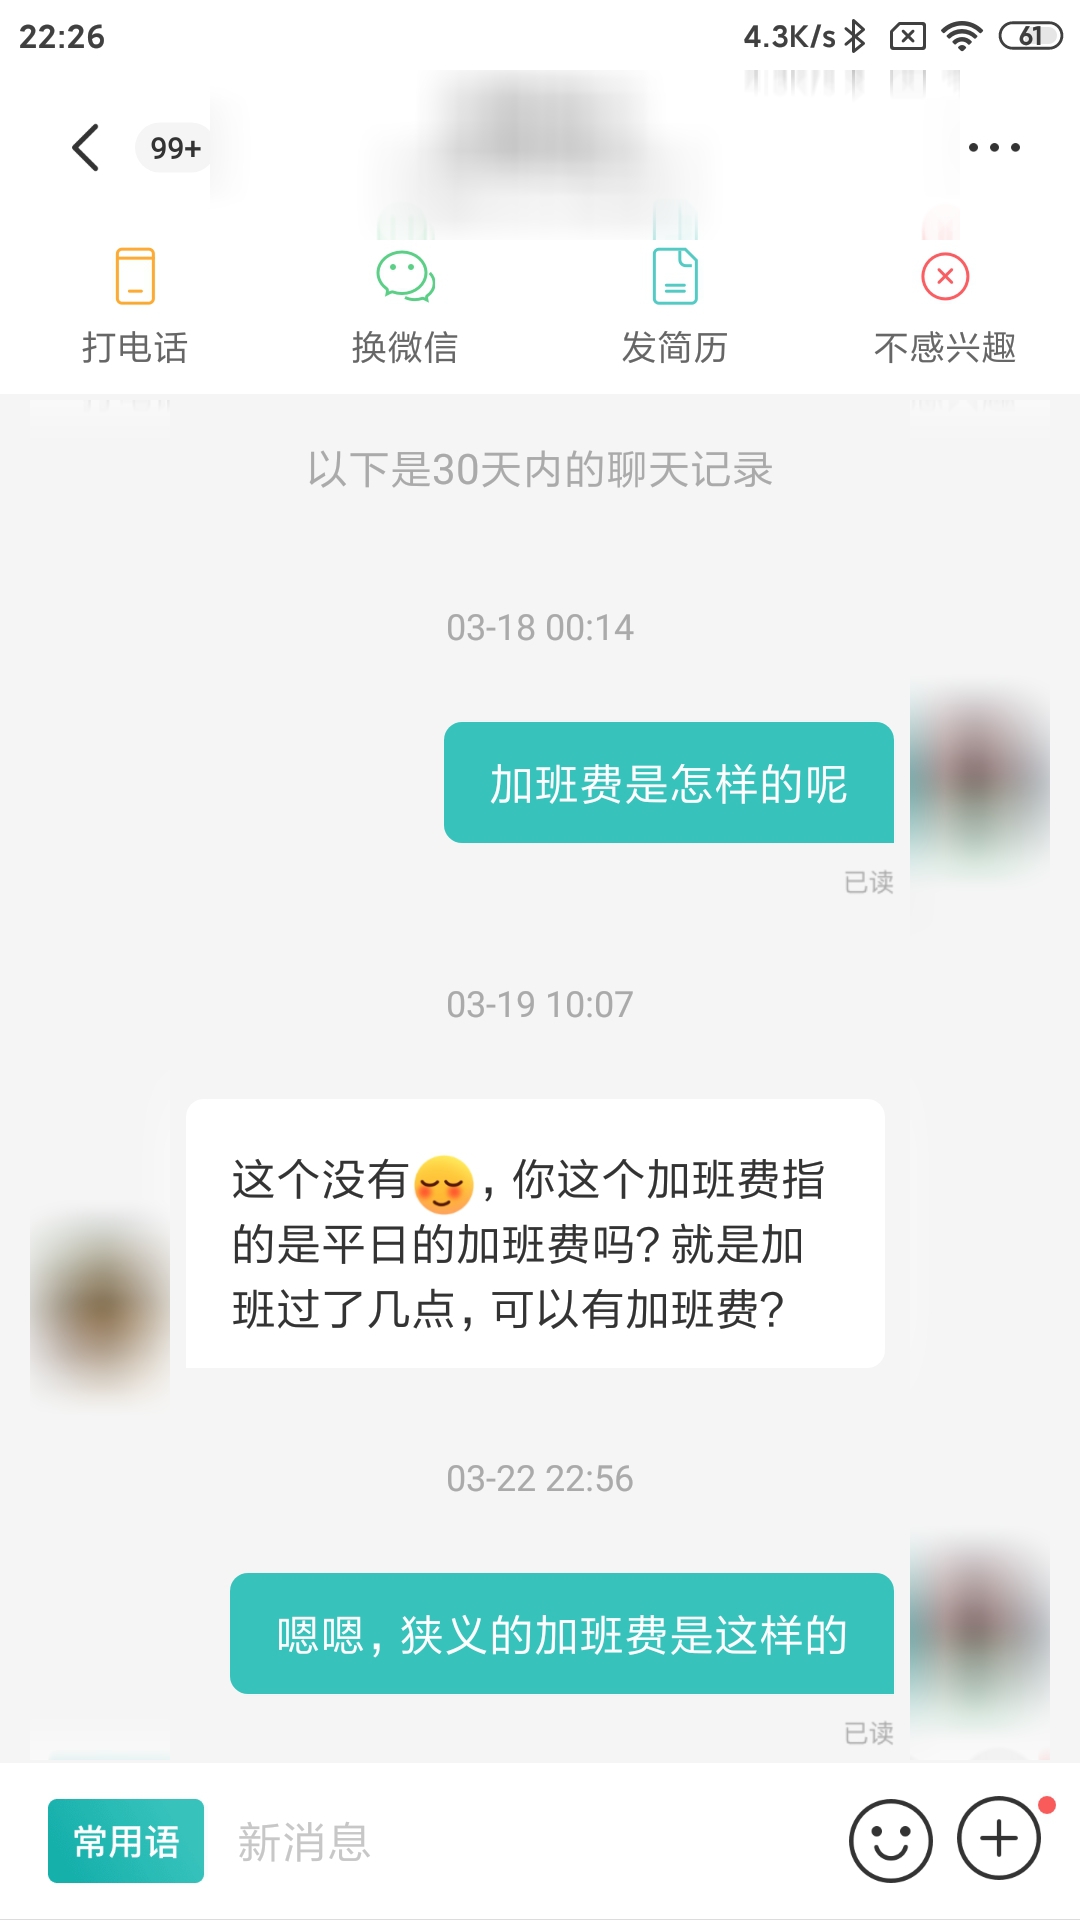 22:26
4.3K/s
61
99+
打电话
换微信
发简历
不感兴趣
以下是30天内的聊天记录
03-18 00:14
加班费是怎样的呢
已读
03-19 10:07
这个没有😌，你这个加班费指
的是平日的加班费吗？就是加
班过了几点，可以有加班费？
03-22 22:56
嗯嗯，狭义的加班费是这样的
已读
常用语
新消息